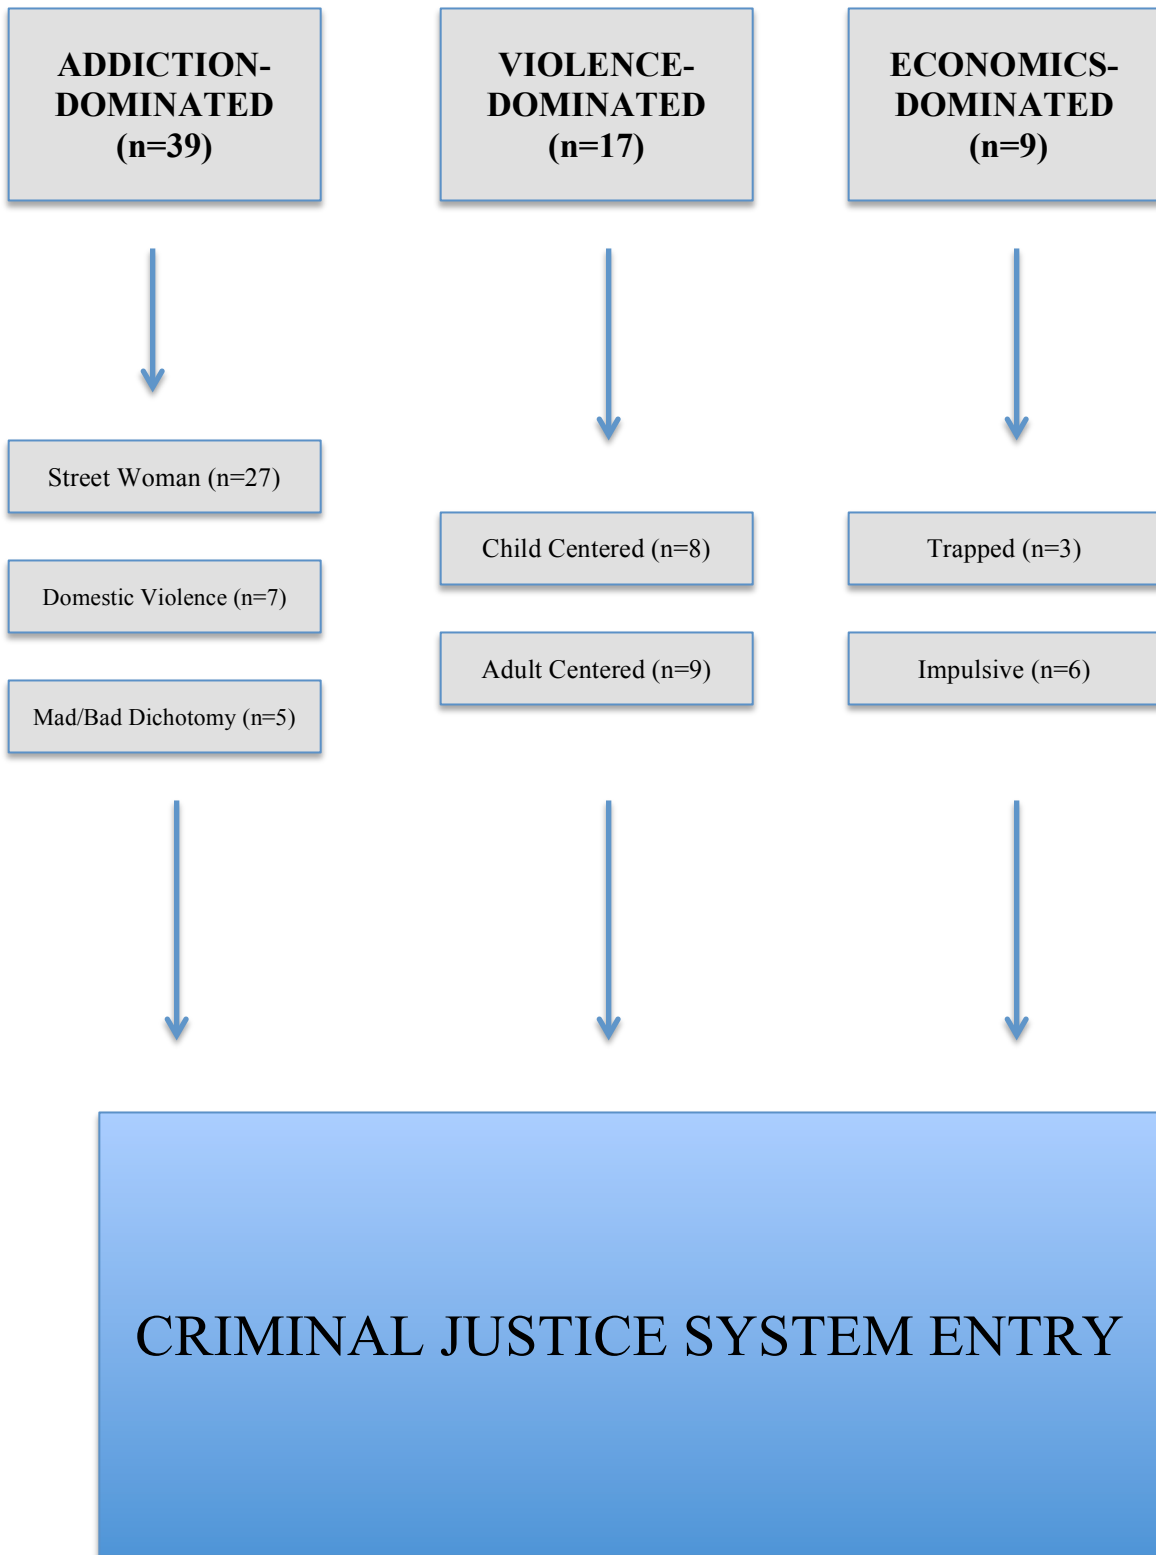 ADDICTION-
DOMINATED
(n=39)
VIOLENCE-
DOMINATED
(n=17)
ECONOMICS-
DOMINATED
(n=9)
Street Woman (n=27)
Domestic Violence (n=7)
Mad/Bad Dichotomy (n=5)
Child Centered (n=8)
Adult Centered (n=9)
Trapped (n=3)
Impulsive (n=6)
CRIMINAL JUSTICE SYSTEM ENTRY